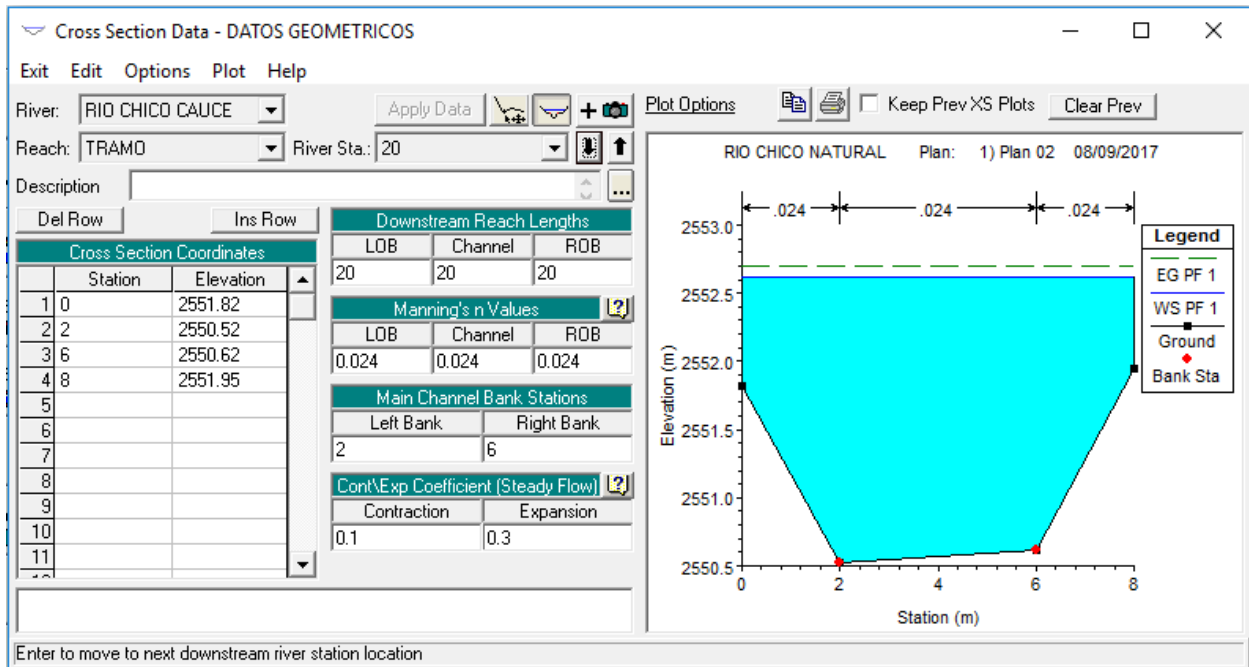 Cross Section Data - DATOS GEOMETRICOS
Exit Edit Options Plot Help
River: RIO CHICO CAUCE Apply Data +
Reach: TRAMO River Sta.: 20
Description ...
Del Row Ins Row
Cross Section Coordinates
Station Elevation
1 0 2551.82
2 2 2550.52
3 6 2550.62
4 8 2551.95
5
6
7
8
9
10
11
Downstream Reach Lengths
LOB Channel ROB
20 20 20
Manning's n Values ?
LOB Channel ROB
0.024 0.024 0.024
Main Channel Bank Stations
Left Bank Right Bank
2 6
Cont\Exp Coefficient (Steady Flow) ?
Contraction Expansion
0.1 0.3
Plot Options Keep Prev XS Plots Clear Prev
RIO CHICO NATURAL Plan: 1) Plan 02 08/09/2017
.024 .024 .024
2553.0
2552.5
2552.0
2551.5
2551.0
2550.5
Elevation (m)
0 2 4 6 8
Station (m)
Legend
EG PF 1
WS PF 1
Ground
Bank Sta
Enter to move to next downstream river station location